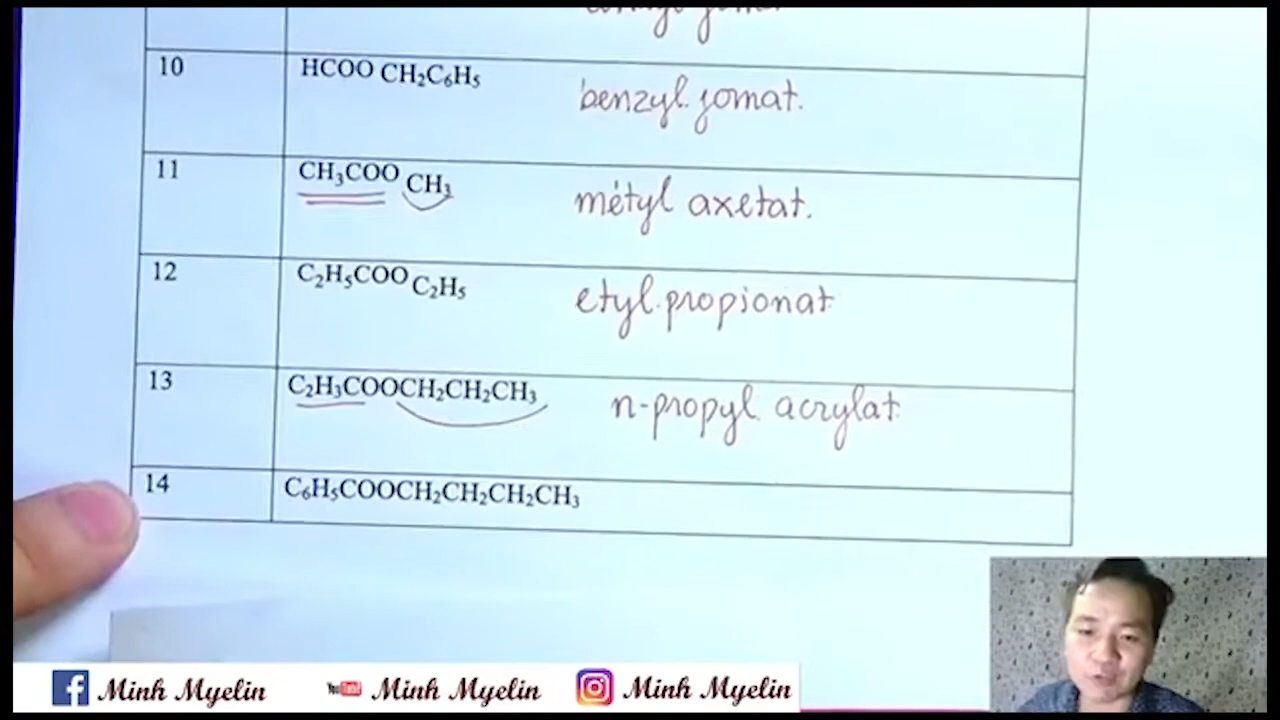 10 HCOO CH₂C₆H₅ benzyl fomat.
11 CH₃COO CH₃ métyl axetat.
12 C₂H₅COO C₂H₅ etyl propionat
13 C₂H₃COOCH₂CH₂CH₃ n-propyl acrylat
14 C₆H₅COOCH₂CH₂CH₂CH₃
Minh Myelin YouTube Minh Myelin Minh Myelin